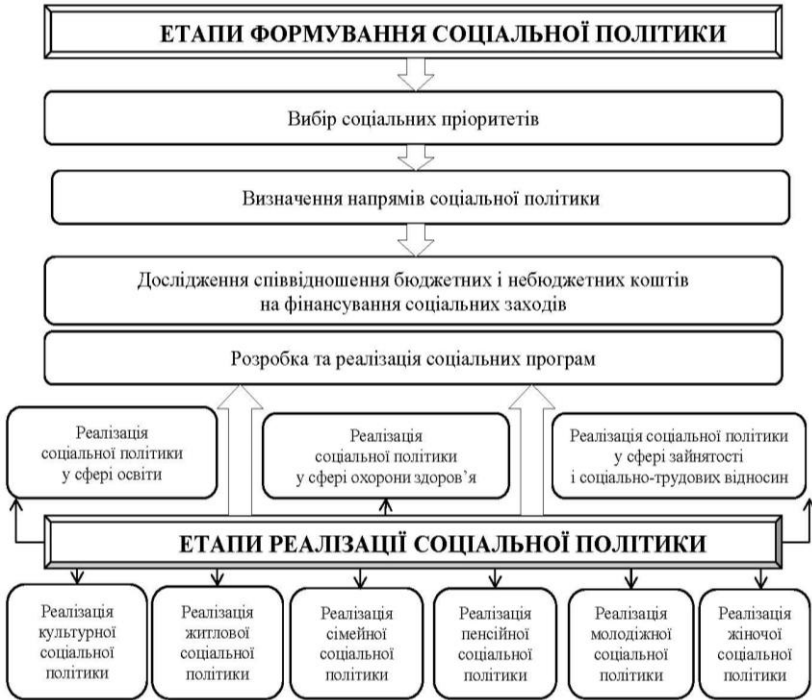 ЕТАПИ ФОРМУВАННЯ СОЦІАЛЬНОЇ ПОЛІТИКИ
Вибір соціальних пріоритетів
Визначення напрямів соціальної політики
Дослідження співвідношення бюджетних і небюджетних коштів
на фінансування соціальних заходів
Розробка та реалізація соціальних програм
Реалізація
соціальної політики
у сфері освіти
Реалізація
соціальної політики
у сфері охорони здоров’я
Реалізація соціальної політики
у сфері зайнятості
і соціально-трудових відносин
ЕТАПИ РЕАЛІЗАЦІЇ СОЦІАЛЬНОЇ ПОЛІТИКИ
Реалізація
культурної
соціальної
політики
Реалізація
житлової
соціальної
політики
Реалізація
сімейної
соціальної
політики
Реалізація
пенсійної
соціальної
політики
Реалізація
молодіжної
соціальної
політики
Реалізація
жіночої
соціальної
політики